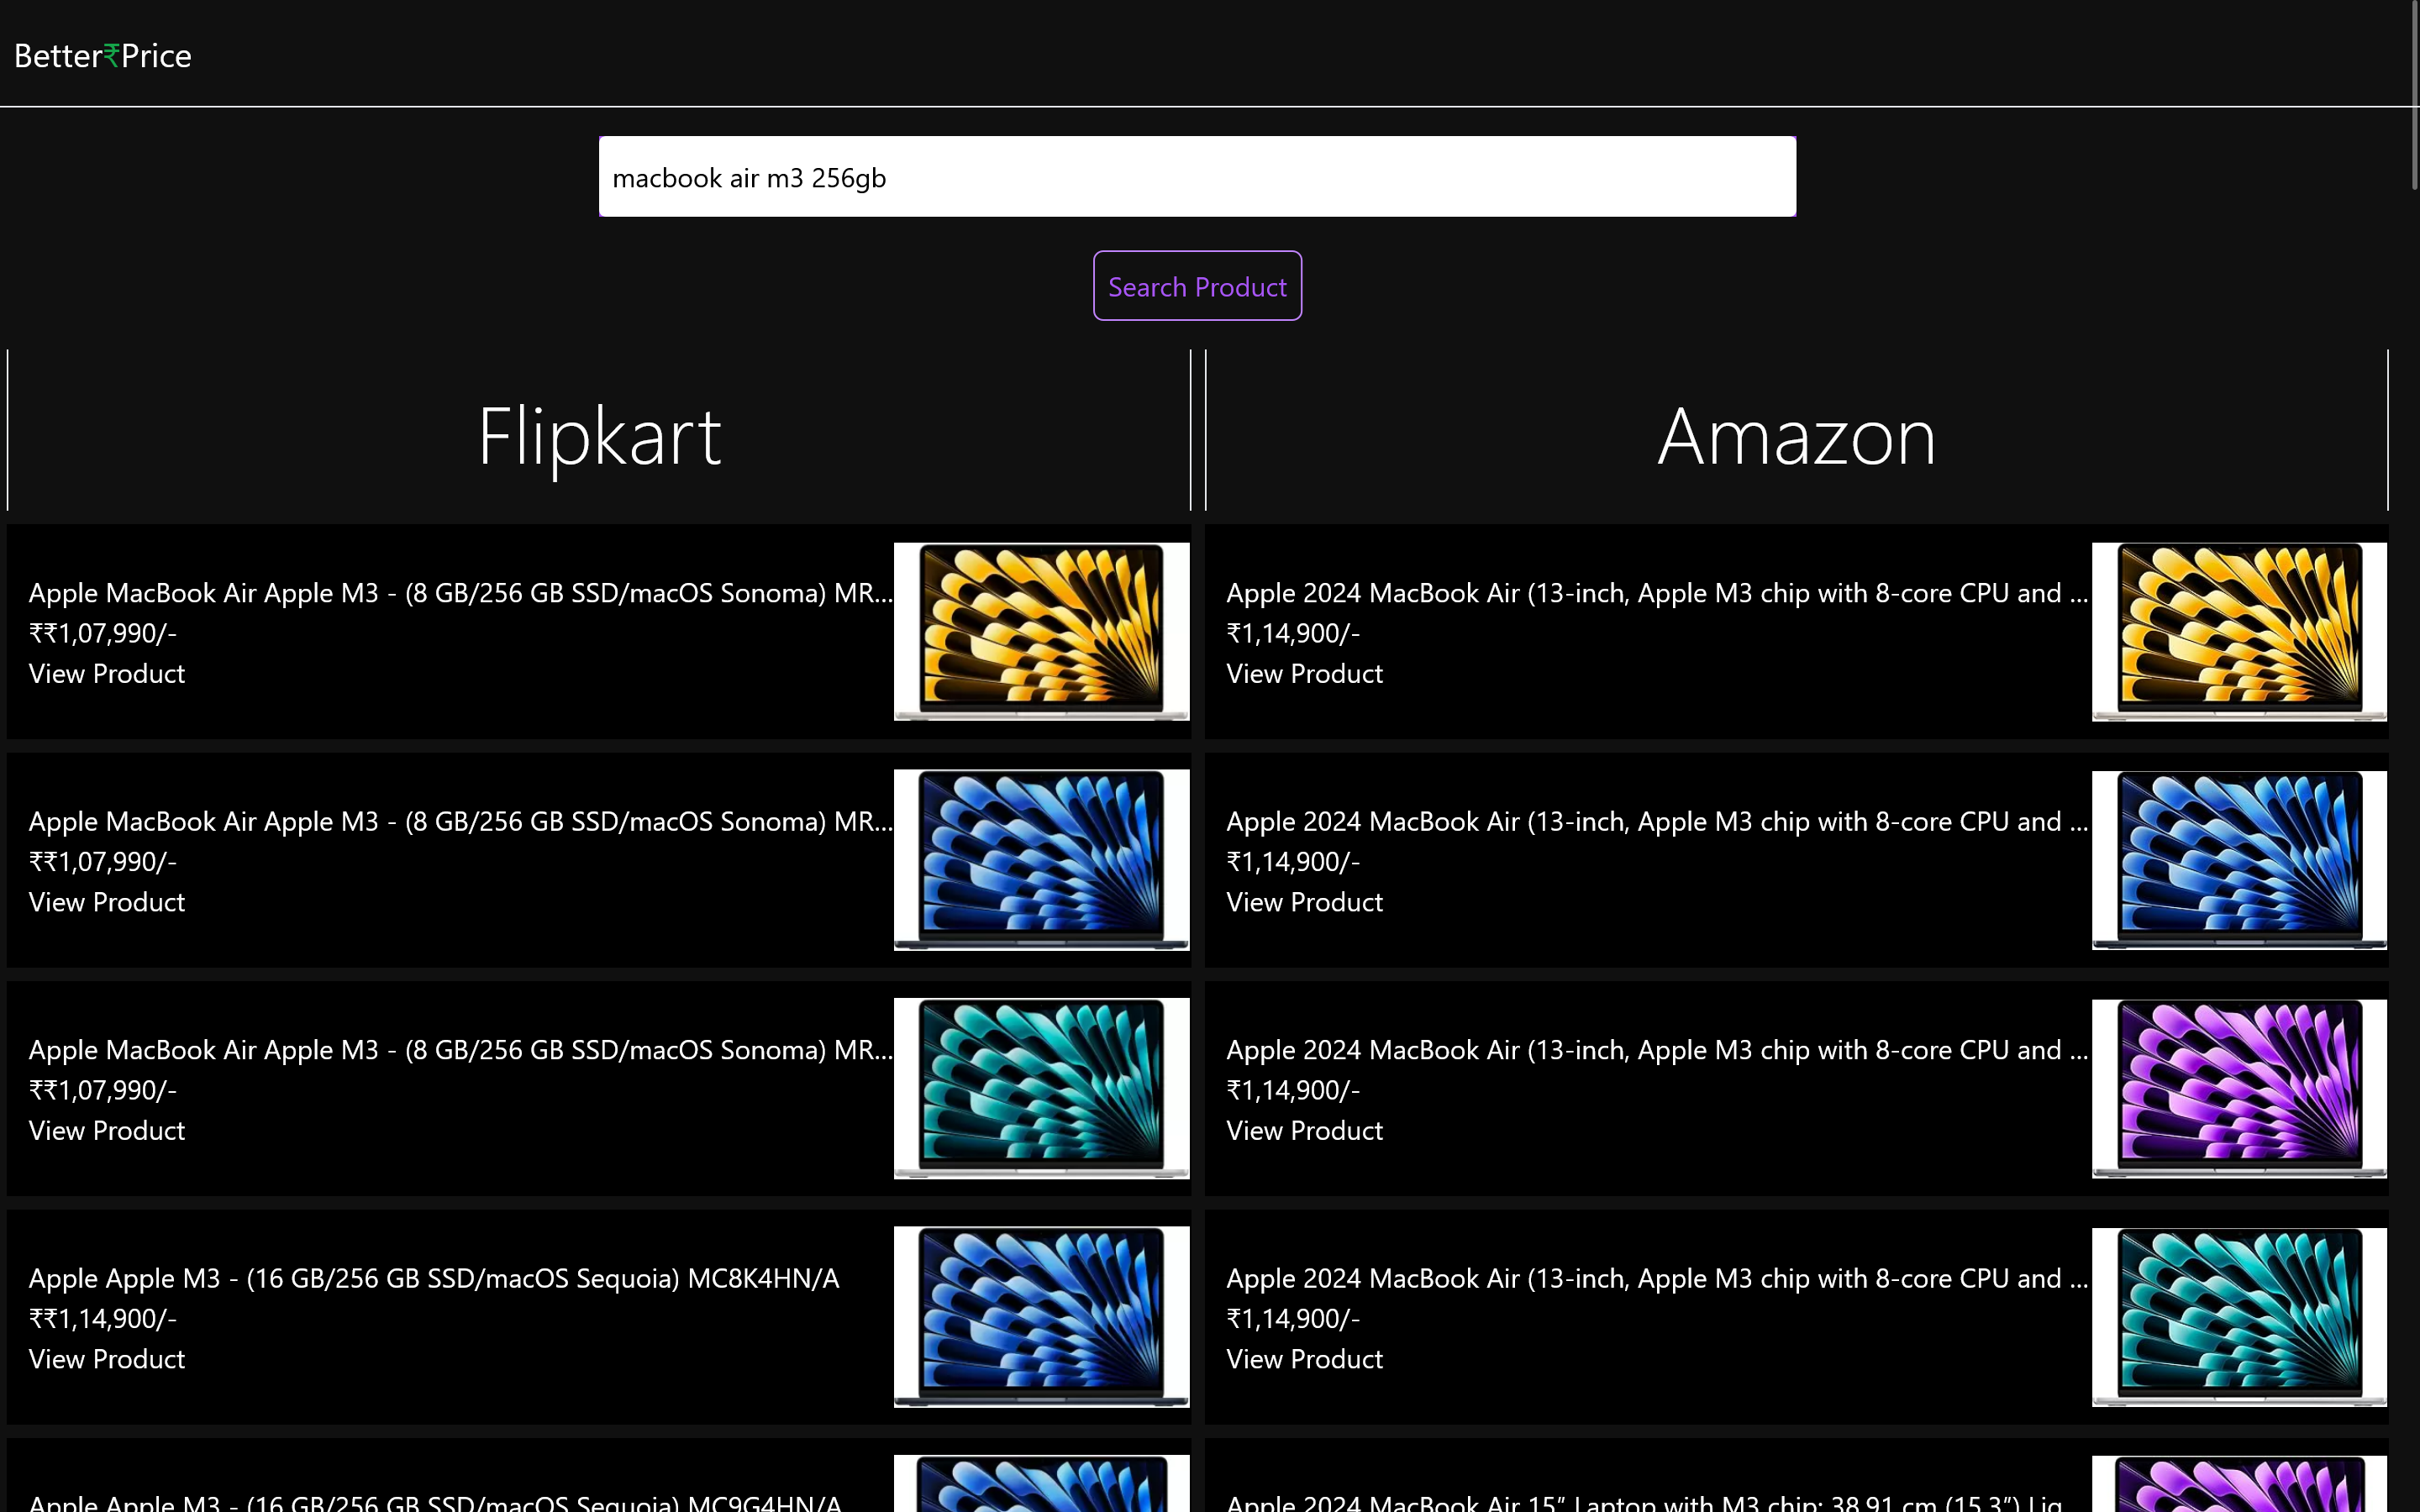 Better₹Price
macbook air m3 256gb
Search Product
Flipkart
Apple MacBook Air Apple M3 - (8 GB/256 GB SSD/macOS Sonoma) MR...
₹₹1,07,990/-
View Product
Apple MacBook Air Apple M3 - (8 GB/256 GB SSD/macOS Sonoma) MR...
₹₹1,07,990/-
View Product
Apple MacBook Air Apple M3 - (8 GB/256 GB SSD/macOS Sonoma) MR...
₹₹1,07,990/-
View Product
Apple Apple M3 - (16 GB/256 GB SSD/macOS Sequoia) MC8K4HN/A
₹₹1,14,900/-
View Product
Apple Apple M3 - (16 GB/256 GB SSD/macOS Sequoia) MC9G4HN/A
Amazon
Apple 2024 MacBook Air (13-inch, Apple M3 chip with 8-core CPU and ...
₹1,14,900/-
View Product
Apple 2024 MacBook Air (13-inch, Apple M3 chip with 8-core CPU and ...
₹1,14,900/-
View Product
Apple 2024 MacBook Air (13-inch, Apple M3 chip with 8-core CPU and ...
₹1,14,900/-
View Product
Apple 2024 MacBook Air (13-inch, Apple M3 chip with 8-core CPU and ...
₹1,14,900/-
View Product
Apple 2024 MacBook Air 15″ Laptop with M3 chip: 38.91 cm (15.3″) Liq...